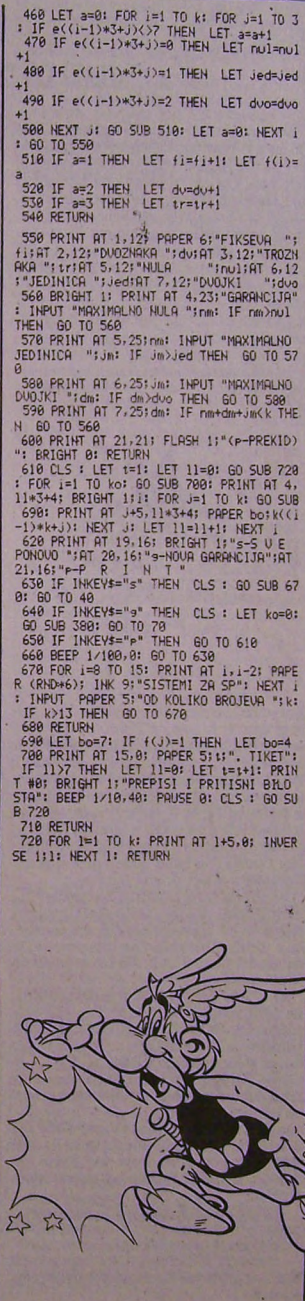 460 LET a=0: FOR i=1 TO k: FOR j=1 TO 3
: IF e((i-1)*3+j)<>7 THEN  LET a=a+1
470 IF e((i-1)*3+j)=0 THEN  LET nul=nul
+1
480 IF e((i-1)*3+j)=1 THEN  LET jed=jed
+1
490 IF e((i-1)*3+j)=2 THEN  LET dvo=dvo
+1
500 NEXT j: GO SUB 510: LET a=0: NEXT i
: GO TO 550
510 IF a=1 THEN  LET fi=fi+1: LET f(i)=
a
520 IF a=2 THEN  LET dv=dv+1
530 IF a=3 THEN  LET tr=tr+1
540 RETURN
550 PRINT AT 1,12; PAPER 6;"FIKSEVA  ";
fi;AT 2,12;"DVOZNAKA ";dv;AT 3,12;"TROZN
AKA ";tr;AT 5,12;"NULA     ";nul;AT 6,12
;"JEDINICA ";jed;AT 7,12;"DVOJKI   ";dvo
560 BRIGHT 1: PRINT AT 4,23;"GARANCIJA"
: INPUT "MAXIMALNO NULA ";nm: IF nm>nul
THEN  GO TO 560
570 PRINT AT 5,25;nm: INPUT "MAXIMALNO
JEDINICA  ";jm: IF jm>jed THEN  GO TO 57
0
580 PRINT AT 6,25;jm: INPUT "MAXIMALNO
DVOJKI ";dm: IF dm>dvo THEN  GO TO 580
590 PRINT AT 7,25;dm: IF nm+dm+jm<k THE
N  GO TO 560
600 PRINT AT 21,21; FLASH 1;"(p-PREKID)
": BRIGHT 0: RETURN
610 CLS : LET t=1: LET ll=0: GO SUB 720
: FOR i=1 TO ko: GO SUB 700: PRINT AT 4,
ll*3+4; BRIGHT 1;i: FOR j=1 TO k: GO SUB
690: PRINT AT j+5,ll*3+4; PAPER bo;k((i
-1)*k+j): NEXT j: LET ll=ll+1: NEXT i
620 PRINT AT 19,16; BRIGHT 1;"s-S V E
PONOVO ";AT 20,16;"g-NOVA GARANCIJA";AT
21,16;"p-P  R  I  N  T  "
630 IF INKEY$="s" THEN  CLS : GO SUB 67
0: GO TO 40
640 IF INKEY$="g" THEN  CLS : LET ko=0:
GO SUB 380: GO TO 70
650 IF INKEY$="p" THEN  GO TO 610
660 BEEP 1/100,0: GO TO 630
670 FOR i=8 TO 15: PRINT AT i,i-2; PAPE
R (RND*6); INK 9;"SISTEMI ZA SP": NEXT i
: INPUT  PAPER 5;"OD KOLIKO BROJEVA ";k:
IF k>13 THEN  GO TO 670
680 RETURN
690 LET bo=7: IF f(j)=1 THEN  LET bo=4
700 PRINT AT 15,0; PAPER 5;t;". TIKET":
IF ll>7 THEN  LET ll=0: LET t=t+1: PRIN
T #0; BRIGHT 1;"PREPISI I PRITISNI BILO
STA": BEEP 1/10,40: PAUSE 0: CLS : GO SU
B 720
710 RETURN
720 FOR l=1 TO k: PRINT AT l+5,0; INVER
SE 1;l: NEXT l: RETURN